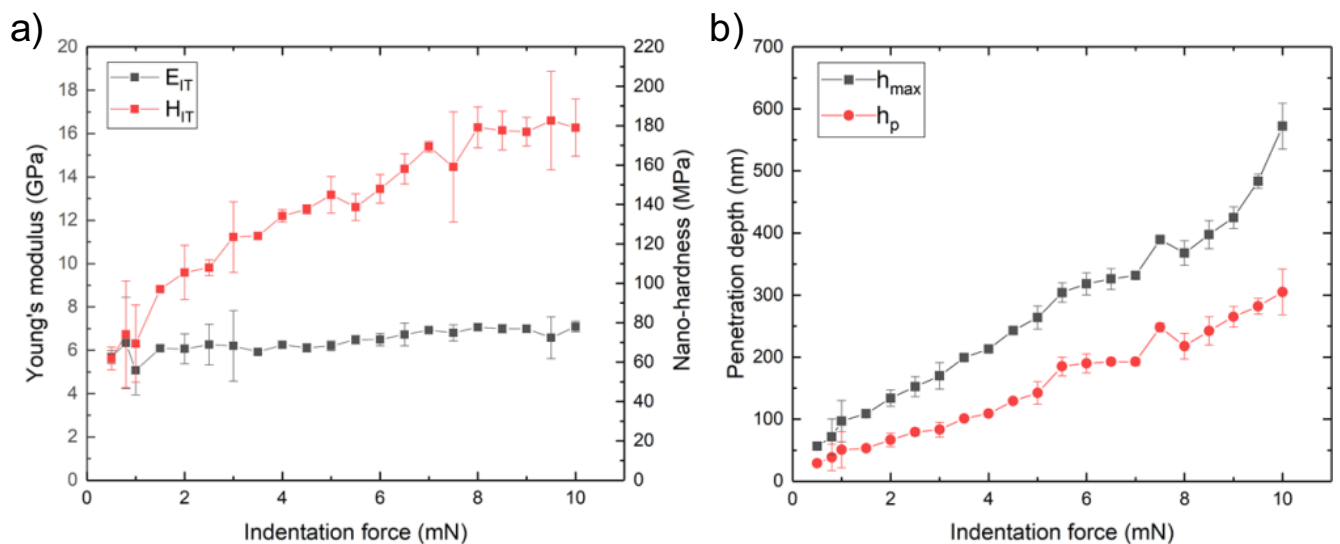 a)
20
18
16
14
12
10
8
6
4
2
0
Young's modulus (GPa)
E_IT
H_IT
220
200
180
160
140
120
100
80
60
40
20
0
Nano-hardness (MPa)
0 2 4 6 8 10
Indentation force (mN)
b)
700
600
500
400
300
200
100
0
Penetration depth (nm)
h_max
h_p
0 2 4 6 8 10
Indentation force (mN)